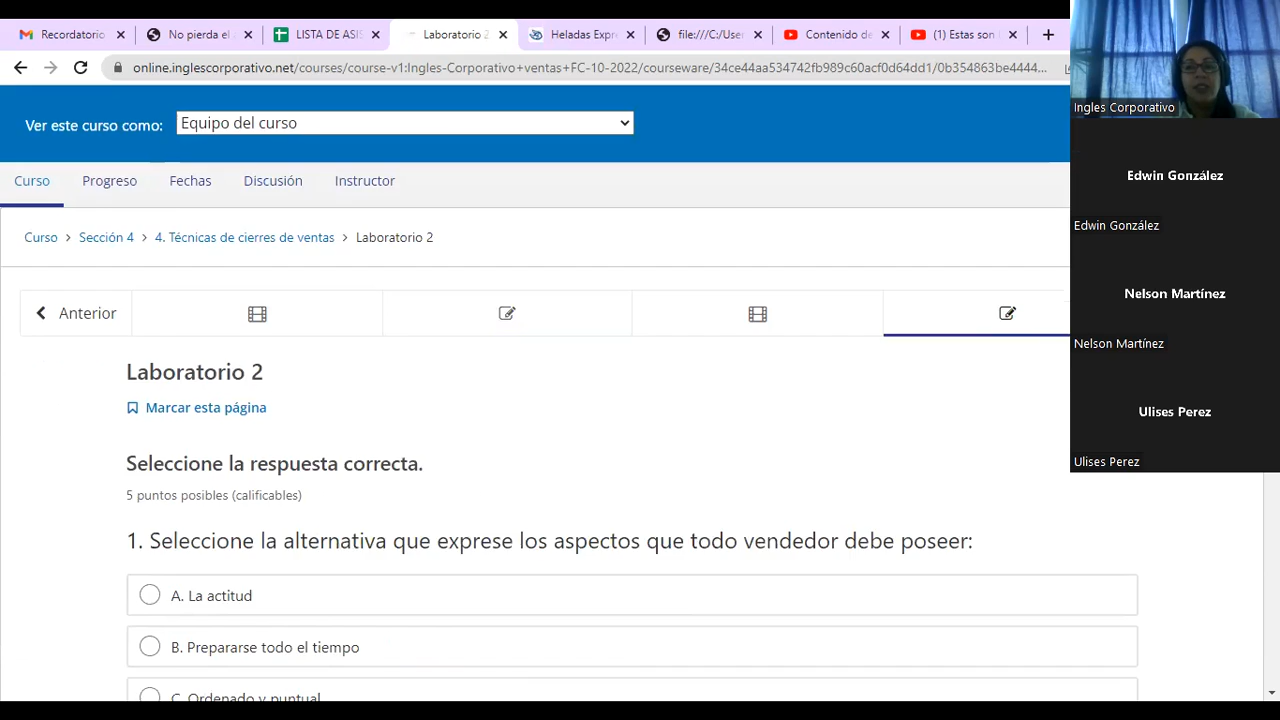 Recordatorio
No pierda el
LISTA DE ASIS
Laboratorio 2
Heladas Expre
file:///C:/User
Contenido de
(1) Estas son
online.inglescorporativo.net/courses/course-v1:Ingles-Corporativo+ventas+FC-10-2022/courseware/34ce44aa534742fb989c60acf0d64dd1/0b354863be4444...
Ver este curso como:
Equipo del curso
Curso
Progreso
Fechas
Discusión
Instructor
Curso > Sección 4 > 4. Técnicas de cierres de ventas > Laboratorio 2
Anterior
Laboratorio 2
Marcar esta página
Seleccione la respuesta correcta.
5 puntos posibles (calificables)
1. Seleccione la alternativa que exprese los aspectos que todo vendedor debe poseer:
A. La actitud
B. Prepararse todo el tiempo
C. Ordenado y puntual
Ingles Corporativo
Edwin González
Edwin González
Nelson Martínez
Nelson Martínez
Ulises Perez
Ulises Perez